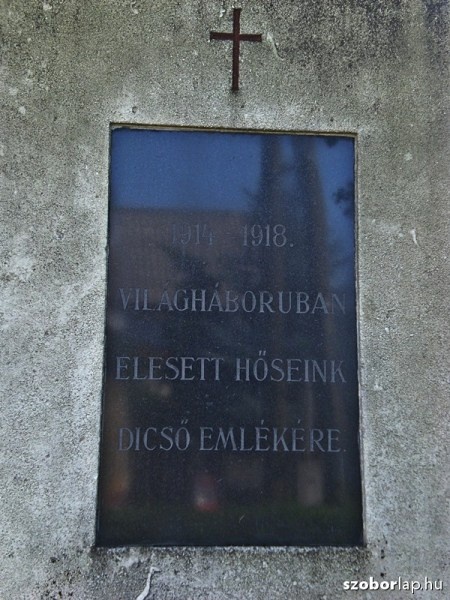 1914 1918.
VILÁGHÁBORUBAN
ELESETT HŐSEINK
DICSŐ EMLÉKÉRE.
szoborlap.hu